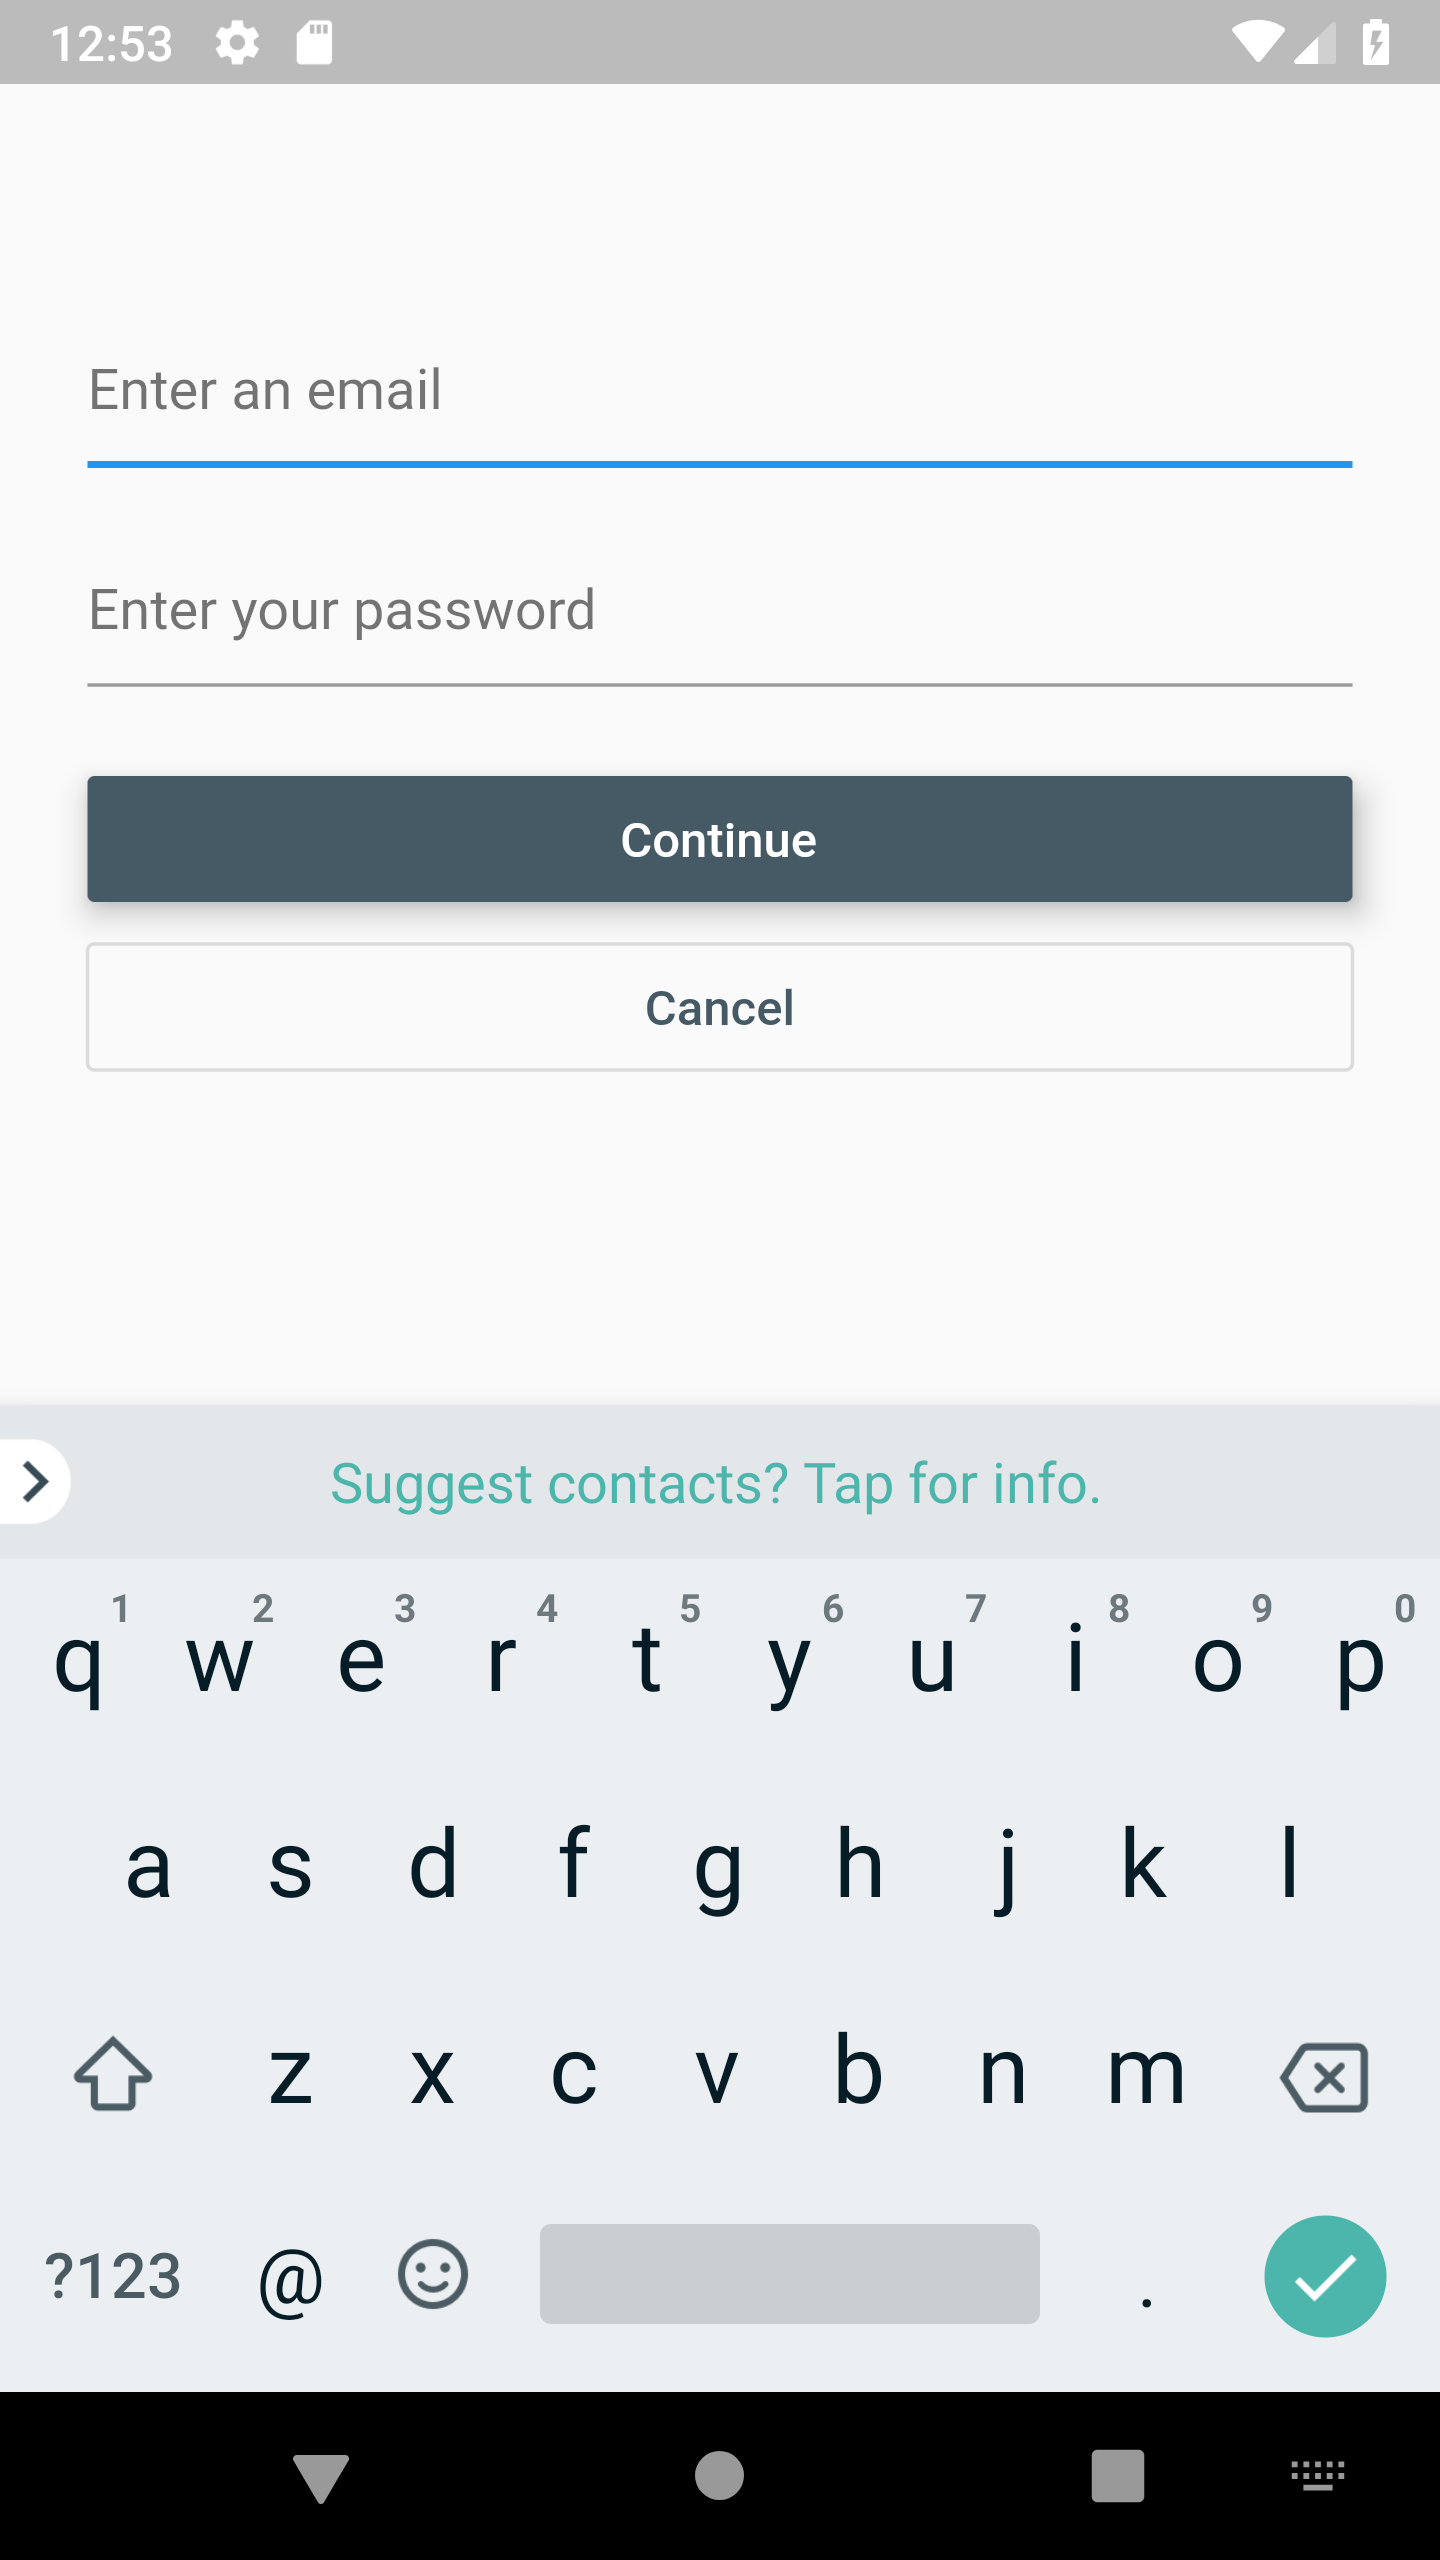 12:53
Enter an email
Enter your password
Continue
Cancel
Suggest contacts? Tap for info.
1 2 3 4 5 6 7 8 9 0
q w e r t y u i o p
a s d f g h j k l
z x c v b n m
?123 @ .